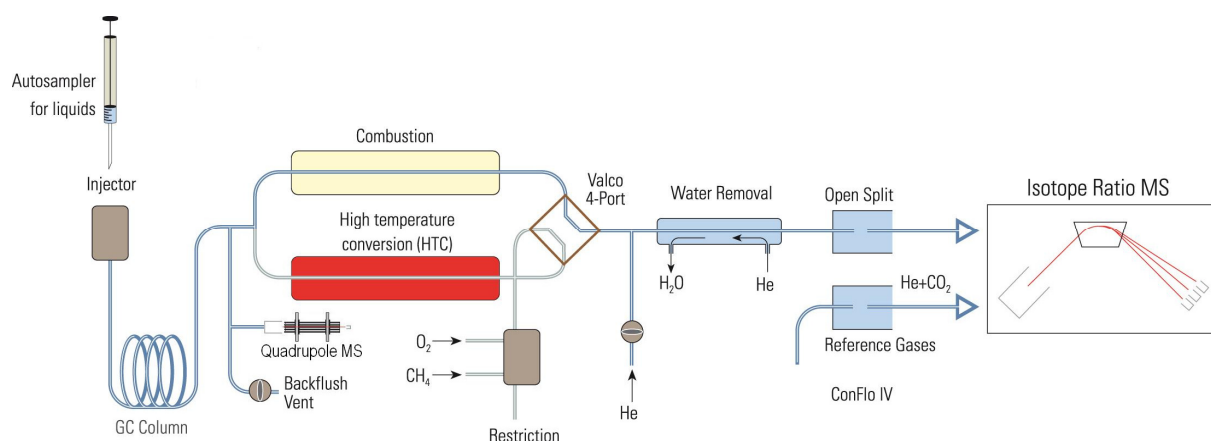 Autosampler
for liquids
Injector
GC Column
Combustion
High temperature
conversion (HTC)
Quadrupole MS
Backflush
Vent
O₂
CH₄
Restriction
Valco
4-Port
He
Water Removal
H₂O
He
Open Split
He+CO₂
Reference Gases
ConFlo IV
Isotope Ratio MS